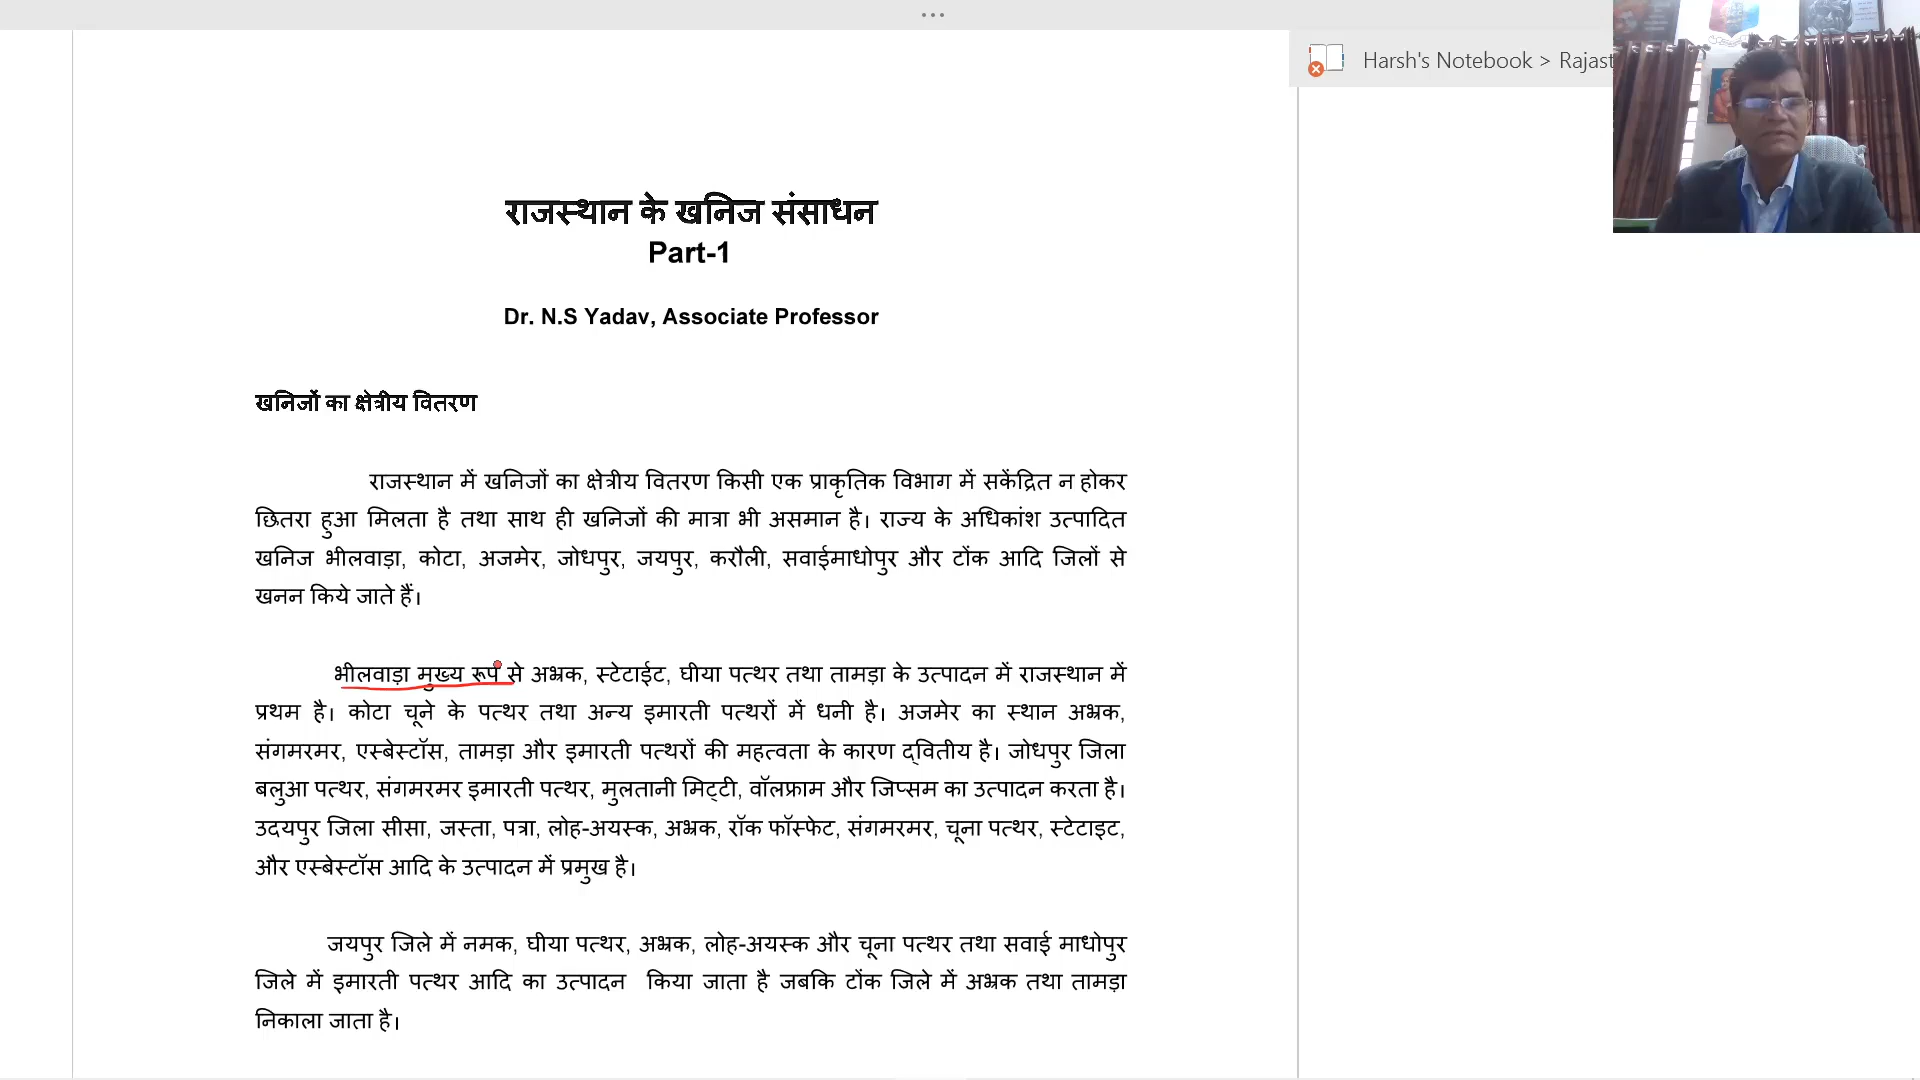 Harsh's Notebook > Rajast
राजस्थान के खनिज संसाधन
Part-1
Dr. N.S Yadav, Associate Professor
खनिजों का क्षेत्रीय वितरण
राजस्थान में खनिजों का क्षेत्रीय वितरण किसी एक प्राकृतिक विभाग में सकेंद्रित न होकर
छितरा हुआ मिलता है तथा साथ ही खनिजों की मात्रा भी असमान है। राज्य के अधिकांश उत्पादित
खनिज भीलवाड़ा, कोटा, अजमेर, जोधपुर, जयपुर, करौली, सवाईमाधोपुर और टोंक आदि जिलों से
खनन किये जाते हैं।
भीलवाड़ा मुख्य रूप से अभ्रक, स्टेटाईट, घीया पत्थर तथा तामड़ा के उत्पादन में राजस्थान में
प्रथम है। कोटा चूने के पत्थर तथा अन्य इमारती पत्थरों में धनी है। अजमेर का स्थान अभ्रक,
संगमरमर, एस्बेस्टॉस, तामड़ा और इमारती पत्थरों की महत्वता के कारण द्वितीय है। जोधपुर जिला
बलुआ पत्थर, संगमरमर इमारती पत्थर, मुलतानी मिट्टी, वॉलफ्राम और जिप्सम का उत्पादन करता है।
उदयपुर जिला सीसा, जस्ता, पत्रा, लोह-अयस्क, अभ्रक, रॉक फॉस्फेट, संगमरमर, चूना पत्थर, स्टेटाइट,
और एस्बेस्टॉस आदि के उत्पादन में प्रमुख है।
जयपुर जिले में नमक, घीया पत्थर, अभ्रक, लोह-अयस्क और चूना पत्थर तथा सवाई माधोपुर
जिले में इमारती पत्थर आदि का उत्पादन किया जाता है जबकि टोंक जिले में अभ्रक तथा तामड़ा
निकाला जाता है।